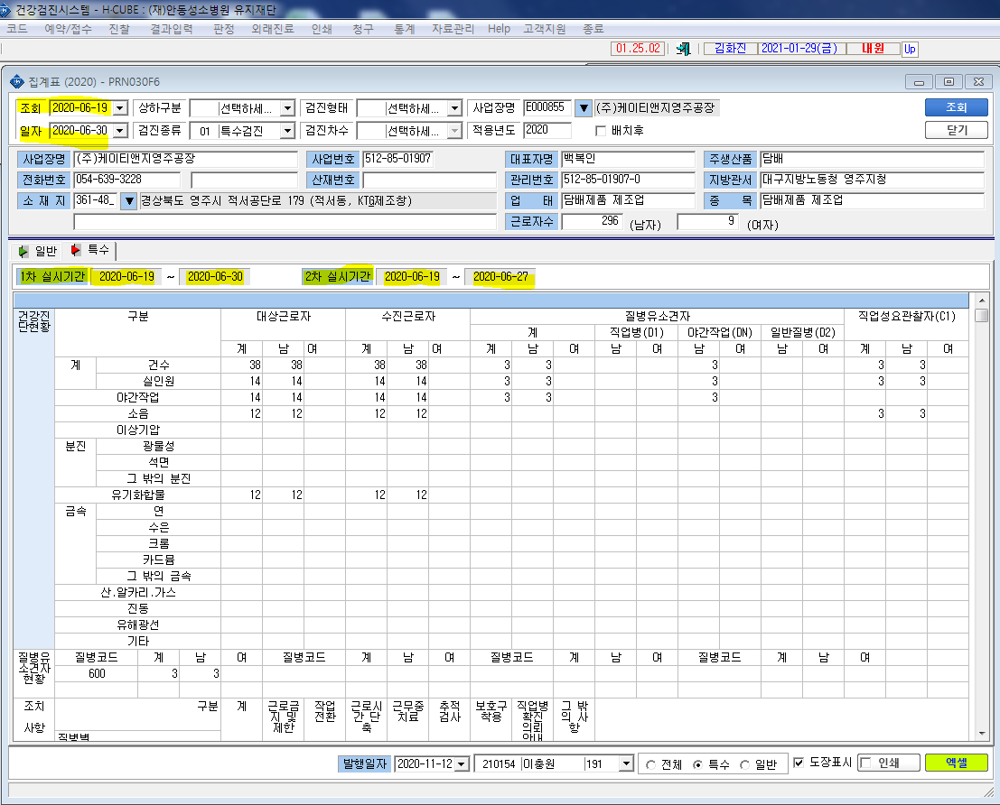 건강검진시스템 - H-CUBE : (재)안동성소병원 유지재단
코드 예약/접수 진찰 결과입력 판정 외래진료 인쇄 청구 통계 자료관리 Help 고객지원 종료
01.25.02 김화진 2021-01-29(금) 내원 Up
집계표 (2020) - PRN030F6
조회 2020-06-19 상하구분 선택하세... 검진형태 선택하세... 사업장명 E000855 (주)케이티앤지영주공장 조회
일자 2020-06-30 검진종류 01 특수검진 검진차수 선택하세... 적용년도 2020 배치후 닫기
사업장명 (주)케이티앤지영주공장 사업번호 512-85-01907 대표자명 백복인 주생산품 담배
전화번호 054-639-3228 산재번호 관리번호 512-85-01907-0 지방관서 대구지방노동청 영주지청
소 재 지 361-48_ 경상북도 영주시 적서공단로 179 (적서동, KTG제조창) 업 태 담배제품 제조업 종 목 담배제품 제조업
근로자수 296 (남자) 9 (여자)
일반 특수
1차 실시기간 2020-06-19 ~ 2020-06-30 2차 실시기간 2020-06-19 ~ 2020-06-27
건강진단현황 구분 대상근로자 수진근로자 질병유소견자 직업성요관찰자(C1)
계 직업병(D1) 야간작업(DN) 일반질병(D2)
계 남 여 계 남 여 계 남 여 남 여 남 여 남 여 계 남 여
계 건수 38 38 38 38 3 3 3 3 3
실인원 14 14 14 14 3 3 3 3 3
야간작업 14 14 14 14 3 3 3
소음 12 12 12 12 3 3
이상기압
분진 광물성
석면
그 밖의 분진
유기화합물 12 12 12 12
금속 연
수은
크롬
카드뮴
그 밖의 금속
산.알카리.가스
진동
유해광선
기타
질병유소견자현황 질병코드 계 남 여 질병코드 계 남 여 질병코드 계 남 여 질병코드 계 남 여
600 3 3
조치 사항 구분 계 근로금지 및 제한 작업전환 근로시간 단축 근무중치료 추적검사 보호구착용 직업병확진의뢰안내 그 밖의 사항
질병별
발행일자 2020-11-12 210154 이충원 191 전체 특수 일반 도장표시 인쇄 엑셀